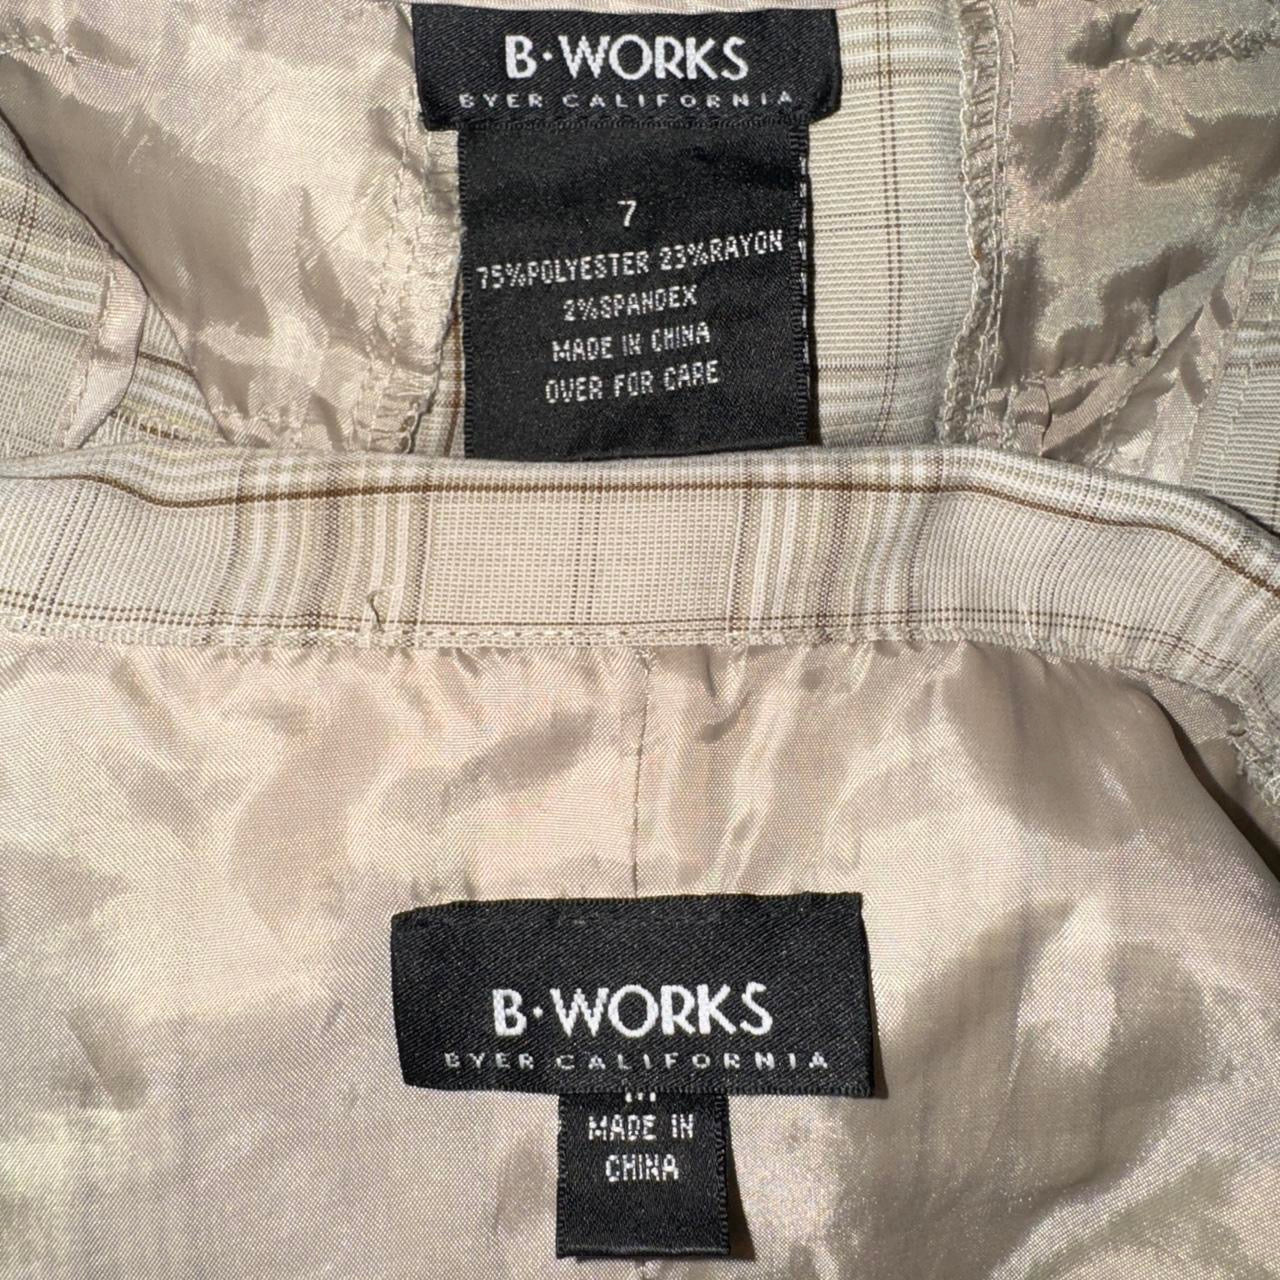 B·WORKS
BYER CALIFORNIA
7
75%POLYESTER 23%RAYON
2%SPANDEX
MADE IN CHINA
OVER FOR CARE
B·WORKS
BYER CALIFORNIA
MADE IN
CHINA